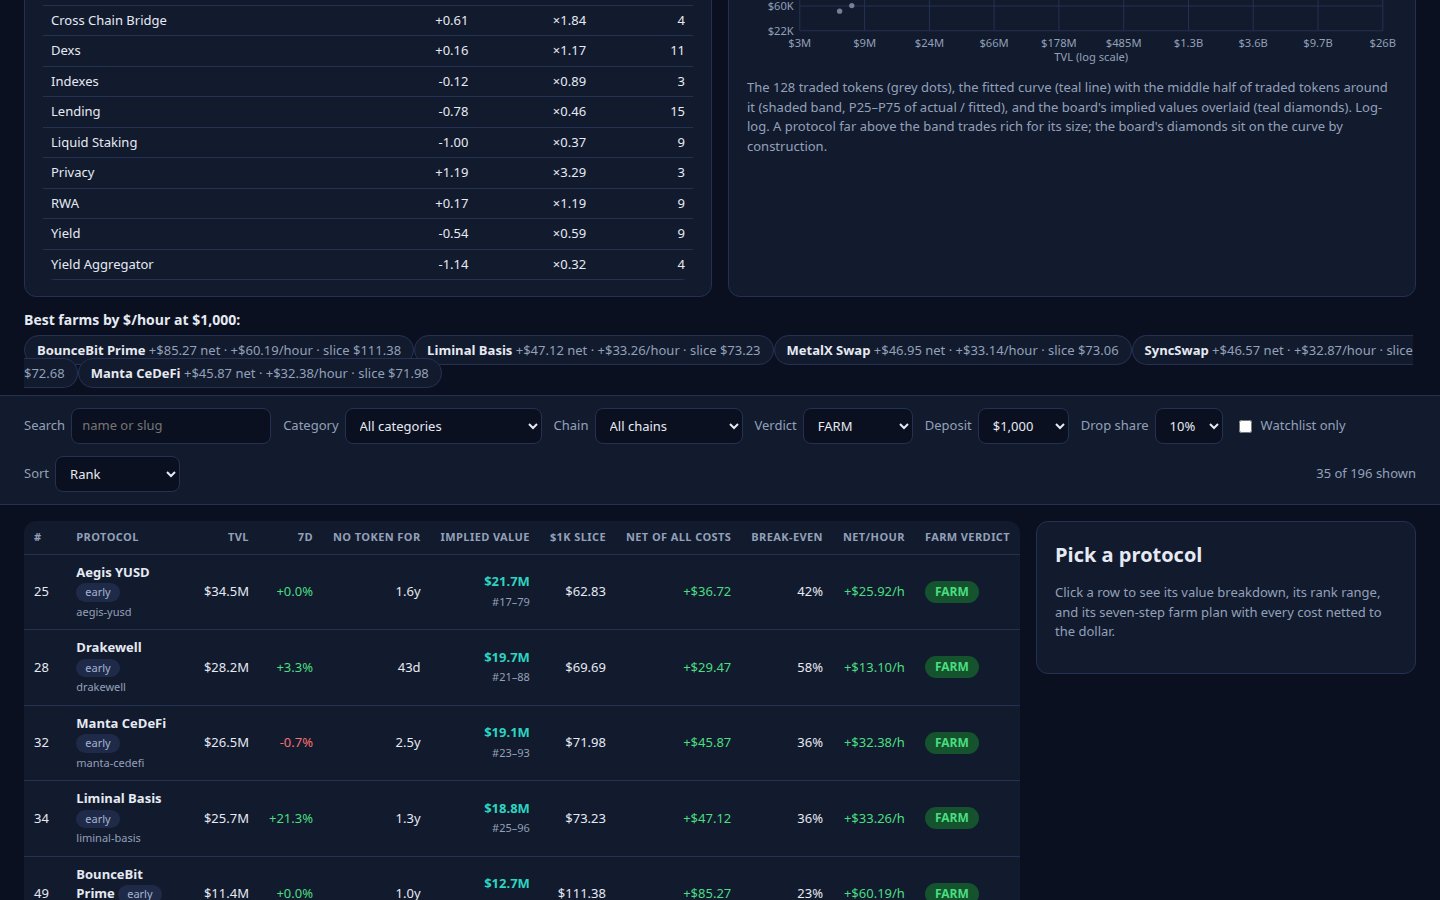 Cross Chain Bridge +0.61 ×1.84 4
Dexs +0.16 ×1.17 11
Indexes -0.12 ×0.89 3
Lending -0.78 ×0.46 15
Liquid Staking -1.00 ×0.37 9
Privacy +1.19 ×3.29 3
RWA +0.17 ×1.19 9
Yield -0.54 ×0.59 9
Yield Aggregator -1.14 ×0.32 4
$60K
$22K
$3M $9M $24M $66M $178M $485M $1.3B $3.6B $9.7B $26B
TVL (log scale)
The 128 traded tokens (grey dots), the fitted curve (teal line) with the middle half of traded tokens around
it (shaded band, P25–P75 of actual / fitted), and the board's implied values overlaid (teal diamonds). Log-
log. A protocol far above the band trades rich for its size; the board's diamonds sit on the curve by
construction.
Best farms by $/hour at $1,000:
BounceBit Prime +$85.27 net · +$60.19/hour · slice $111.38 Liminal Basis +$47.12 net · +$33.26/hour · slice $73.23 MetalX Swap +$46.95 net · +$33.14/hour · slice $73.06 SyncSwap +$46.57 net · +$32.87/hour · slice
$72.68 Manta CeDeFi +$45.87 net · +$32.38/hour · slice $71.98
Search name or slug Category All categories Chain All chains Verdict FARM Deposit $1,000 Drop share 10% Watchlist only
Sort Rank 35 of 196 shown
# PROTOCOL TVL 7D NO TOKEN FOR IMPLIED VALUE $1K SLICE NET OF ALL COSTS BREAK-EVEN NET/HOUR FARM VERDICT
Aegis YUSD
25 early $34.5M +0.0% 1.6y $21.7M $62.83 +$36.72 42% +$25.92/h FARM
aegis-yusd #17–79
Drakewell
28 early $28.2M +3.3% 43d $19.7M $69.69 +$29.47 58% +$13.10/h FARM
drakewell #21–88
Manta CeDeFi
32 early $26.5M -0.7% 2.5y $19.1M $71.98 +$45.87 36% +$32.38/h FARM
manta-cedefi #23–93
Liminal Basis
34 early $25.7M +21.3% 1.3y $18.8M $73.23 +$47.12 36% +$33.26/h FARM
liminal-basis #25–96
BounceBit
49 Prime early $11.4M +0.0% 1.0y $12.7M $111.38 +$85.27 23% +$60.19/h FARM
Pick a protocol
Click a row to see its value breakdown, its rank range,
and its seven-step farm plan with every cost netted to
the dollar.